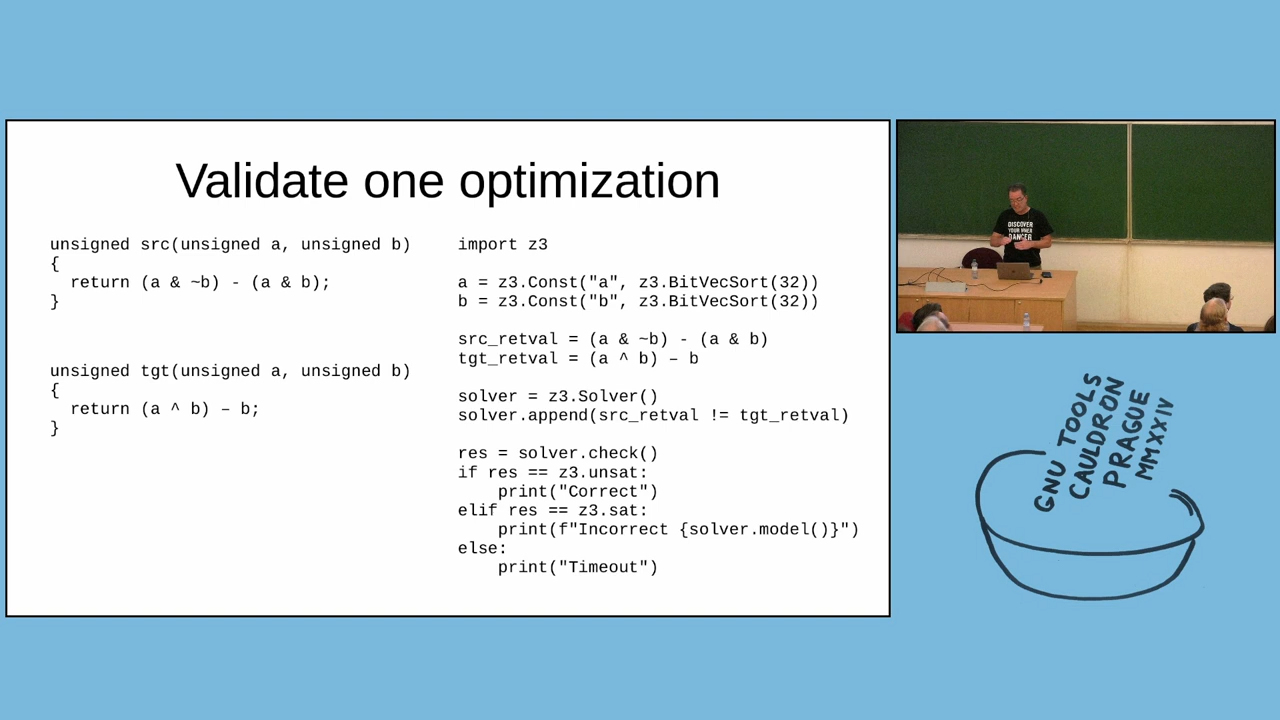 Validate one optimization
unsigned src(unsigned a, unsigned b)
{
  return (a & ~b) - (a & b);
}
unsigned tgt(unsigned a, unsigned b)
{
  return (a ^ b) – b;
}
import z3
a = z3.Const("a", z3.BitVecSort(32))
b = z3.Const("b", z3.BitVecSort(32))
src_retval = (a & ~b) - (a & b)
tgt_retval = (a ^ b) – b
solver = z3.Solver()
solver.append(src_retval != tgt_retval)
res = solver.check()
if res == z3.unsat:
    print("Correct")
elif res == z3.sat:
    print(f"Incorrect {solver.model()}")
else:
    print("Timeout")
DISCOVER
YOUR INNER
DANCER
GNU TOOLS
CAULDRON
PRAGUE
MMXXIV